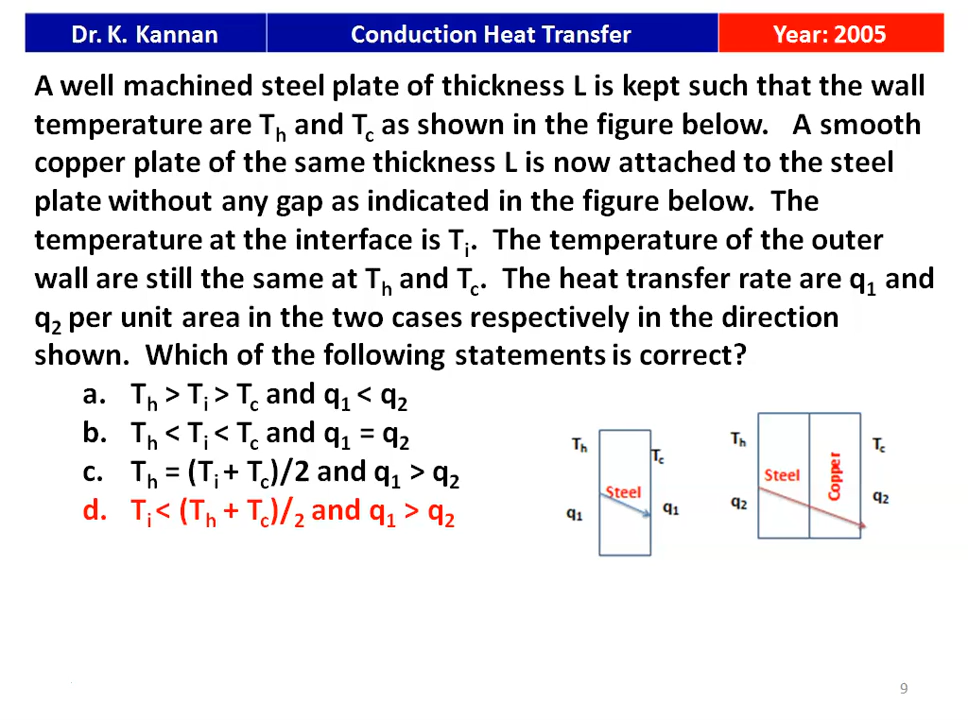 Dr. K. Kannan Conduction Heat Transfer Year: 2005
A well machined steel plate of thickness L is kept such that the wall
temperature are Th and Tc as shown in the figure below. A smooth
copper plate of the same thickness L is now attached to the steel
plate without any gap as indicated in the figure below. The
temperature at the interface is Ti. The temperature of the outer
wall are still the same at Th and Tc. The heat transfer rate are q1 and
q2 per unit area in the two cases respectively in the direction
shown. Which of the following statements is correct?
a. Th > Ti > Tc and q1 < q2
b. Th < Ti < Tc and q1 = q2
c. Th = (Ti + Tc)/2 and q1 > q2
d. Ti < (Th + Tc)/2 and q1 > q2
Th Tc
Steel
q1 q1
Th Tc
Steel Copper
q2 q2
9